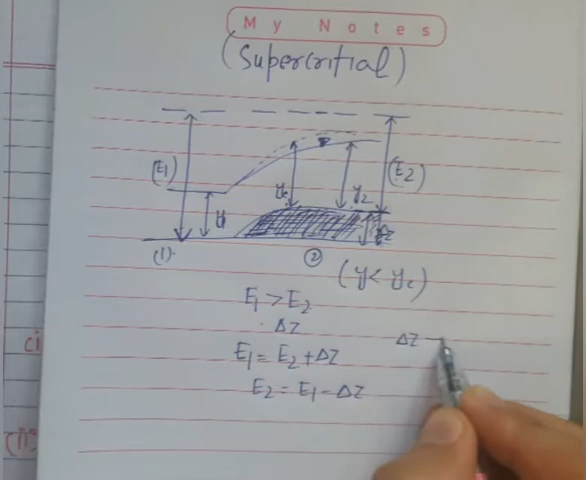 My Notes
(Supercritial)
(E1)
(E2)
y1
yc
y2
ΔZ
(1)
②
(y < yc)
E1 > E2
ΔZ
E1 = E2 + ΔZ
ΔZ –
E2 = E1 – ΔZ